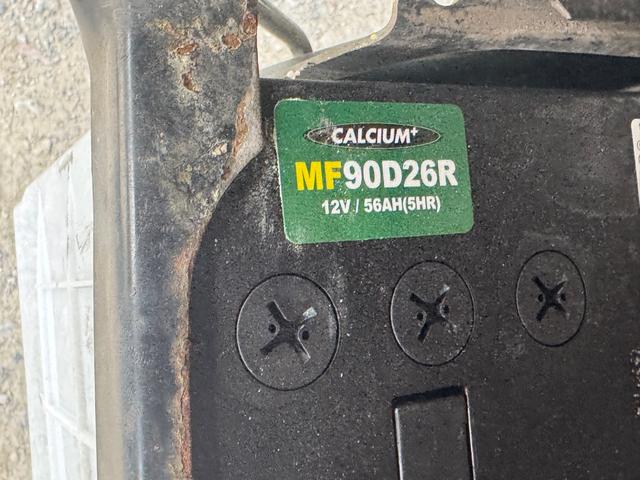 CALCIUM+
MF90D26R
12V / 56AH(5HR)